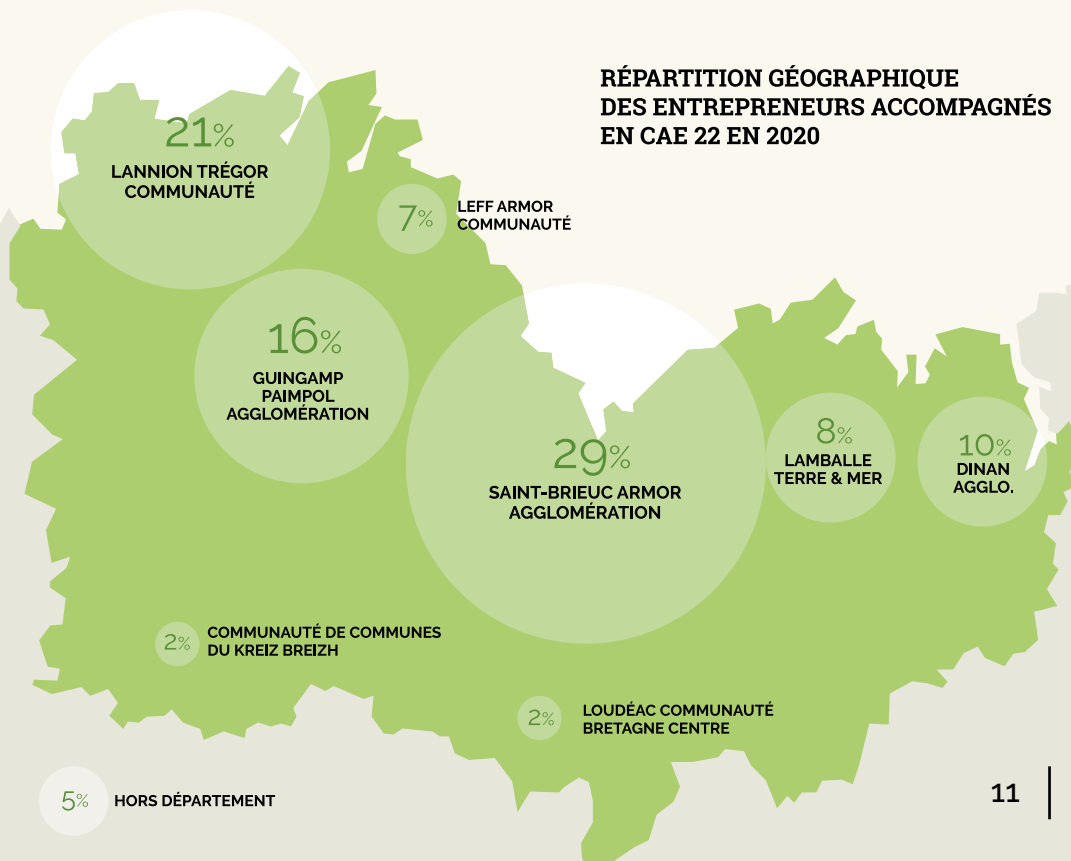 RÉPARTITION GÉOGRAPHIQUE
DES ENTREPRENEURS ACCOMPAGNÉS
EN CAE 22 EN 2020
21%
LANNION TRÉGOR
COMMUNAUTÉ
7%
LEFF ARMOR
COMMUNAUTÉ
16%
GUINGAMP
PAIMPOL
AGGLOMÉRATION
29%
SAINT-BRIEUC ARMOR
AGGLOMÉRATION
8%
LAMBALLE
TERRE & MER
10%
DINAN
AGGLO.
2%
COMMUNAUTÉ DE COMMUNES
DU KREIZ BREIZH
2%
LOUDÉAC COMMUNAUTÉ
BRETAGNE CENTRE
5%
HORS DÉPARTEMENT
11